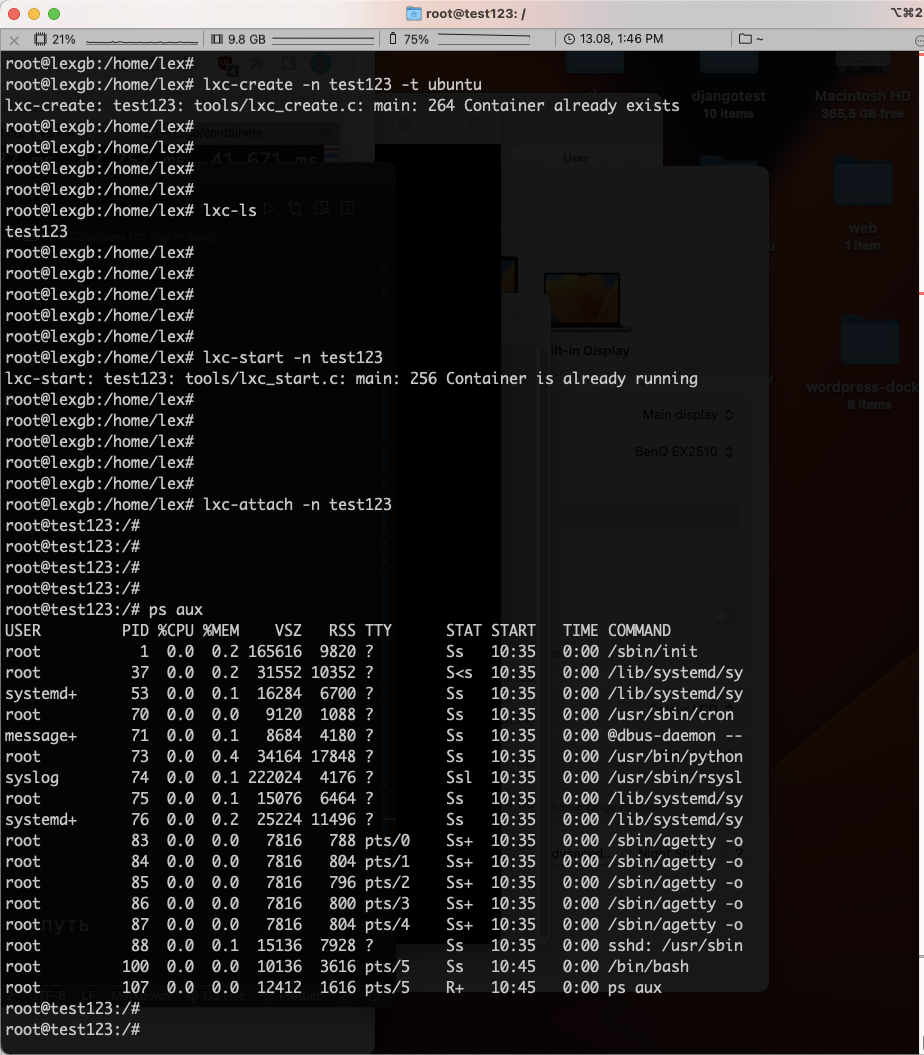 root@test123: /
⌥⌘2
21%
9.8 GB
75%
13.08, 1:46 PM
~
root@lexgb:/home/lex#
root@lexgb:/home/lex# lxc-create -n test123 -t ubuntu
lxc-create: test123: tools/lxc_create.c: main: 264 Container already exists
root@lexgb:/home/lex#
root@lexgb:/home/lex#
root@lexgb:/home/lex#
root@lexgb:/home/lex#
root@lexgb:/home/lex# lxc-ls
test123
root@lexgb:/home/lex#
root@lexgb:/home/lex#
root@lexgb:/home/lex#
root@lexgb:/home/lex#
root@lexgb:/home/lex#
root@lexgb:/home/lex# lxc-start -n test123
lxc-start: test123: tools/lxc_start.c: main: 256 Container is already running
root@lexgb:/home/lex#
root@lexgb:/home/lex#
root@lexgb:/home/lex#
root@lexgb:/home/lex#
root@lexgb:/home/lex#
root@lexgb:/home/lex# lxc-attach -n test123
root@test123:/#
root@test123:/#
root@test123:/#
root@test123:/#
root@test123:/# ps aux
USER PID %CPU %MEM VSZ RSS TTY STAT START TIME COMMAND
root 1 0.0 0.2 165616 9820 ? Ss 10:35 0:00 /sbin/init
root 37 0.0 0.2 31552 10352 ? S<s 10:35 0:00 /lib/systemd/sy
systemd+ 53 0.0 0.1 16284 6700 ? Ss 10:35 0:00 /lib/systemd/sy
root 70 0.0 0.0 9120 1088 ? Ss 10:35 0:00 /usr/sbin/cron
message+ 71 0.0 0.1 8684 4180 ? Ss 10:35 0:00 @dbus-daemon --
root 73 0.0 0.4 34164 17848 ? Ss 10:35 0:00 /usr/bin/python
syslog 74 0.0 0.1 222024 4176 ? Ssl 10:35 0:00 /usr/sbin/rsysl
root 75 0.0 0.1 15076 6464 ? Ss 10:35 0:00 /lib/systemd/sy
systemd+ 76 0.0 0.2 25224 11496 ? Ss 10:35 0:00 /lib/systemd/sy
root 83 0.0 0.0 7816 788 pts/0 Ss+ 10:35 0:00 /sbin/agetty -o
root 84 0.0 0.0 7816 804 pts/1 Ss+ 10:35 0:00 /sbin/agetty -o
root 85 0.0 0.0 7816 796 pts/2 Ss+ 10:35 0:00 /sbin/agetty -o
root 86 0.0 0.0 7816 800 pts/3 Ss+ 10:35 0:00 /sbin/agetty -o
root 87 0.0 0.0 7816 804 pts/4 Ss+ 10:35 0:00 /sbin/agetty -o
root 88 0.0 0.1 15136 7928 ? Ss 10:35 0:00 sshd: /usr/sbin
root 100 0.0 0.0 10136 3616 pts/5 Ss 10:45 0:00 /bin/bash
root 107 0.0 0.0 12412 1616 pts/5 R+ 10:45 0:00 ps aux
root@test123:/#
root@test123:/#
djangotest
10 items
Macintosh HD
365,5 GB free
User
web
1 item
Built-in Display
wordpress-dock
8 items
Main display
BenQ EX2510
путь